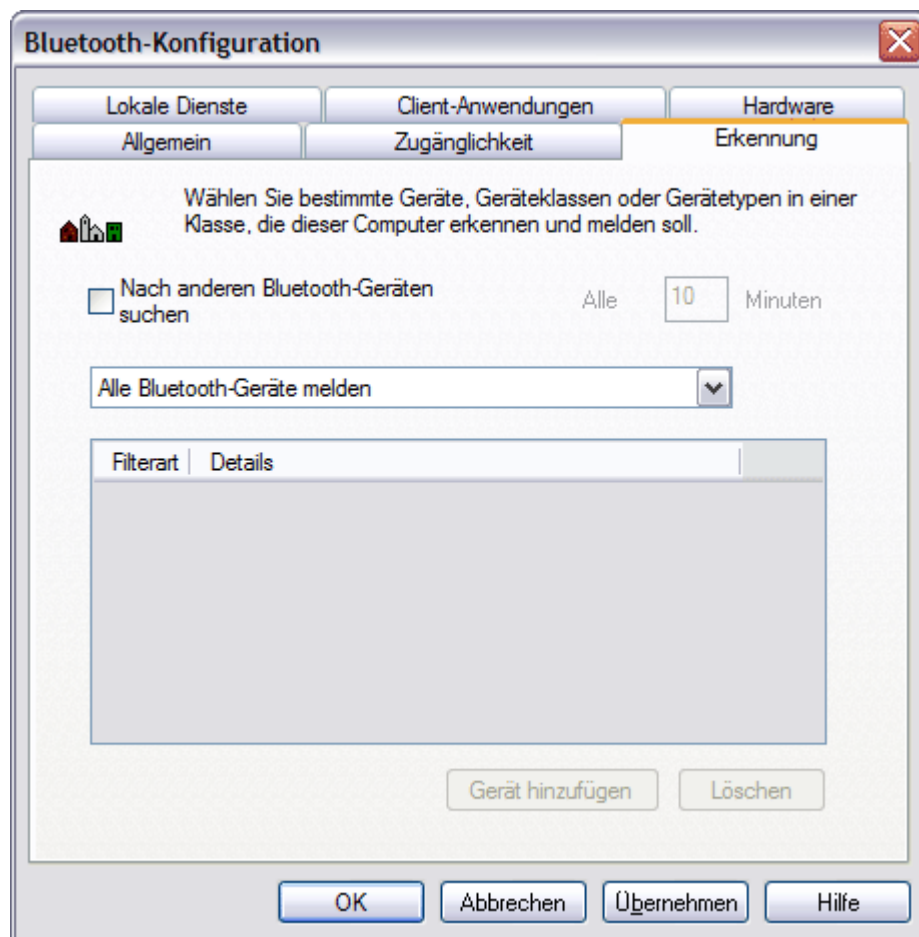 Bluetooth-Konfiguration
Lokale Dienste
Client-Anwendungen
Hardware
Allgemein
Zugänglichkeit
Erkennung
Wählen Sie bestimmte Geräte, Geräteklassen oder Gerätetypen in einer
Klasse, die dieser Computer erkennen und melden soll.
Nach anderen Bluetooth-Geräten
suchen
Alle 10 Minuten
Alle Bluetooth-Geräte melden
Filterart Details
Gerät hinzufügen
Löschen
OK
Abbrechen
Übernehmen
Hilfe